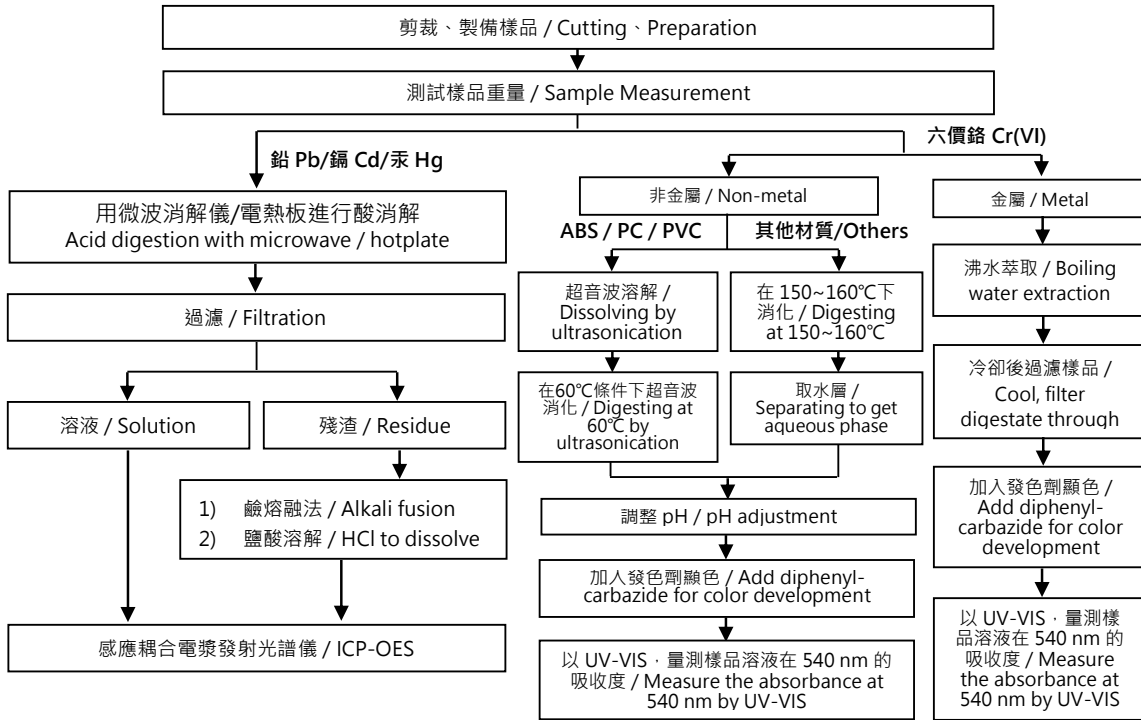 剪裁、製備樣品 / Cutting、Preparation
測試樣品重量 / Sample Measurement
鉛 Pb/鎘 Cd/汞 Hg
六價鉻 Cr(VI)
用微波消解儀/電熱板進行酸消解
Acid digestion with microwave / hotplate
過濾 / Filtration
溶液 / Solution
殘渣 / Residue
1) 鹼熔融法 / Alkali fusion
2) 鹽酸溶解 / HCl to dissolve
感應耦合電漿發射光譜儀 / ICP-OES
非金屬 / Non-metal
ABS / PC / PVC
其他材質/Others
超音波溶解 /
Dissolving by
ultrasonication
在60℃條件下超音波
消化 / Digesting at
60℃ by
ultrasonication
在 150~160℃下
消化 / Digesting
at 150~160℃
取水層 /
Separating to get
aqueous phase
調整 pH / pH adjustment
加入發色劑顯色 / Add diphenyl-
carbazide for color development
以 UV-VIS，量測樣品溶液在 540 nm 的
吸收度 / Measure the absorbance at
540 nm by UV-VIS
金屬 / Metal
沸水萃取 / Boiling
water extraction
冷卻後過濾樣品 /
Cool, filter
digestate through
加入發色劑顯色 /
Add diphenyl-
carbazide for color
development
以 UV-VIS，量測樣
品溶液在 540 nm 的
吸收度 / Measure
the absorbance at
540 nm by UV-VIS